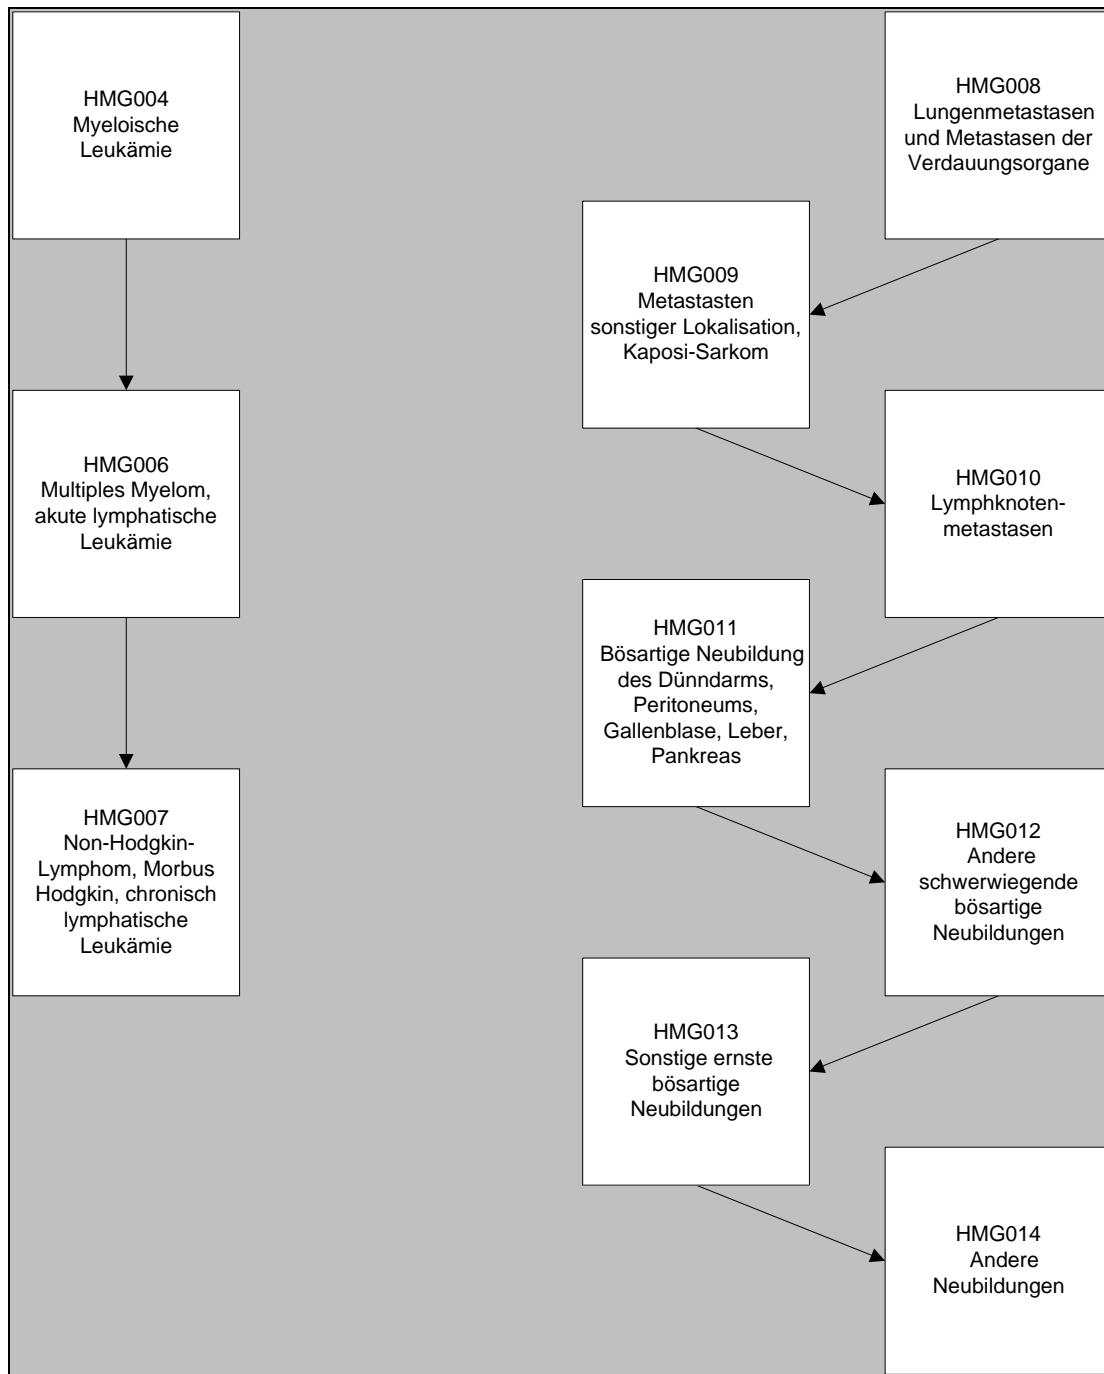 HMG004
Myeloische
Leukämie
HMG006
Multiples Myelom,
akute lymphatische
Leukämie
HMG007
Non-Hodgkin-
Lymphom, Morbus
Hodgkin, chronisch
lymphatische
Leukämie
HMG008
Lungenmetastasen
und Metastasen der
Verdauungsorgane
HMG009
Metastasten
sonstiger Lokalisation,
Kaposi-Sarkom
HMG010
Lymphknoten-
metastasen
HMG011
Bösartige Neubildung
des Dünndarms,
Peritoneums,
Gallenblase, Leber,
Pankreas
HMG012
Andere
schwerwiegende
bösartige
Neubildungen
HMG013
Sonstige ernste
bösartige
Neubildungen
HMG014
Andere
Neubildungen